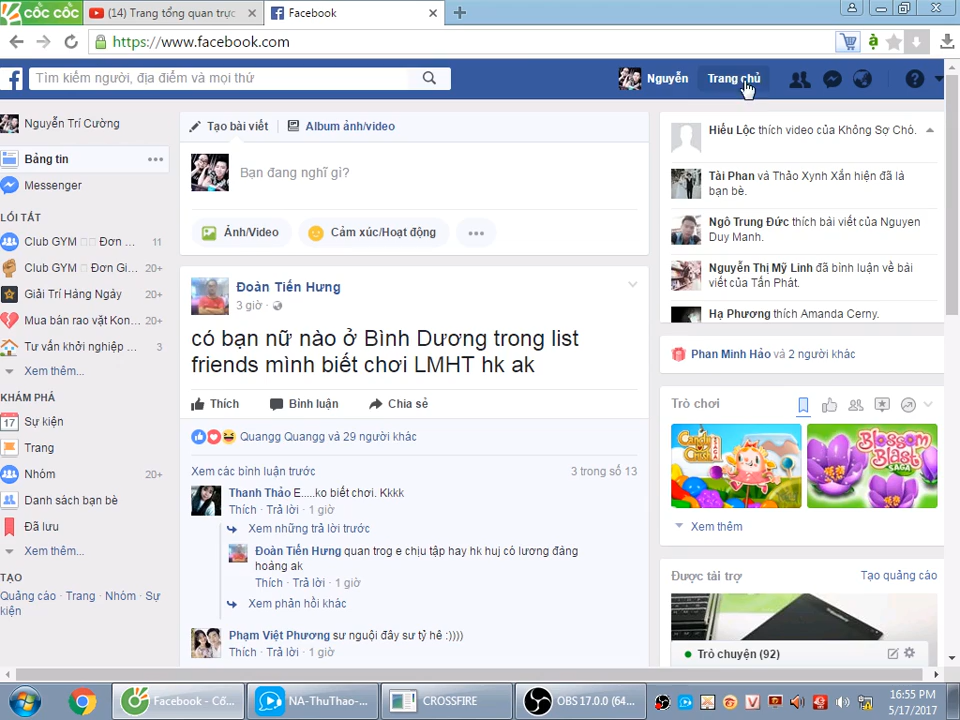 cốc cốc
(14) Trang tổng quan trực
Facebook
https://www.facebook.com
Tìm kiếm người, địa điểm và mọi thứ
Nguyễn
Trang chủ
Nguyễn Trí Cường
Bảng tin
Messenger
LỐI TẮT
Club GYM Đơn ... 11
Club GYM Đơn Gi... 20+
Giải Trí Hàng Ngày 20+
Mua bán rao vặt Kon... 20+
Tư vấn khởi nghiệp ... 3
Xem thêm...
KHÁM PHÁ
17 Sự kiện
Trang
Nhóm 20+
Danh sách bạn bè
Đã lưu
Xem thêm...
TẠO
Quảng cáo · Trang · Nhóm · Sự
kiện
Tạo bài viết
Album ảnh/video
Bạn đang nghĩ gì?
Ảnh/Video
Cảm xúc/Hoạt động
Đoàn Tiến Hưng
3 giờ ·
có bạn nữ nào ở Bình Dương trong list
friends mình biết chơi LMHT hk ak
Thích Bình luận Chia sẻ
Quangg Quangg và 29 người khác
Xem các bình luận trước 3 trong số 13
Thanh Thảo E.....ko biết chơi. Kkkk
Thích · Trả lời · 1 giờ
Xem những trả lời trước
Đoàn Tiến Hưng quan trog e chịu tập hay hk huj có lương đàng
hoàng ak
Thích · Trả lời · 1 giờ
Xem phản hồi khác
Phạm Việt Phương sư nguội đây sư tỷ hê :))))
Thích · Trả lời · 1 giờ
Hiếu Lộc thích video của Không Sợ Chó.
Tài Phan và Thảo Xynh Xắn hiện đã là
bạn bè.
Ngô Trung Đức thích bài viết của Nguyen
Duy Manh.
Nguyễn Thị Mỹ Linh đã bình luận về bài
viết của Tấn Phát.
Hạ Phương thích Amanda Cerny.
Phan Minh Hảo và 2 người khác
Trò chơi
Candy Crush SAGA
Blossom Blast SAGA
Xem thêm
Được tài trợ
Tạo quảng cáo
Trò chuyện (92)
Facebook - Cố...
NA-ThuThao-...
CROSSFIRE
OBS 17.0.0 (64...
16:55 PM
5/17/2017